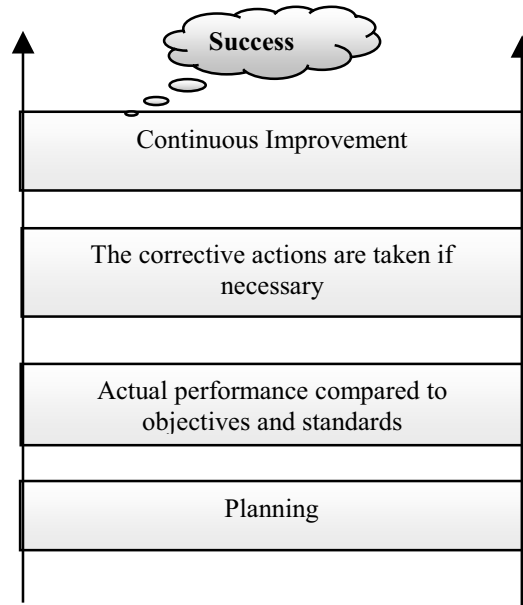 Success
Continuous Improvement
The corrective actions are taken if
necessary
Actual performance compared to
objectives and standards
Planning